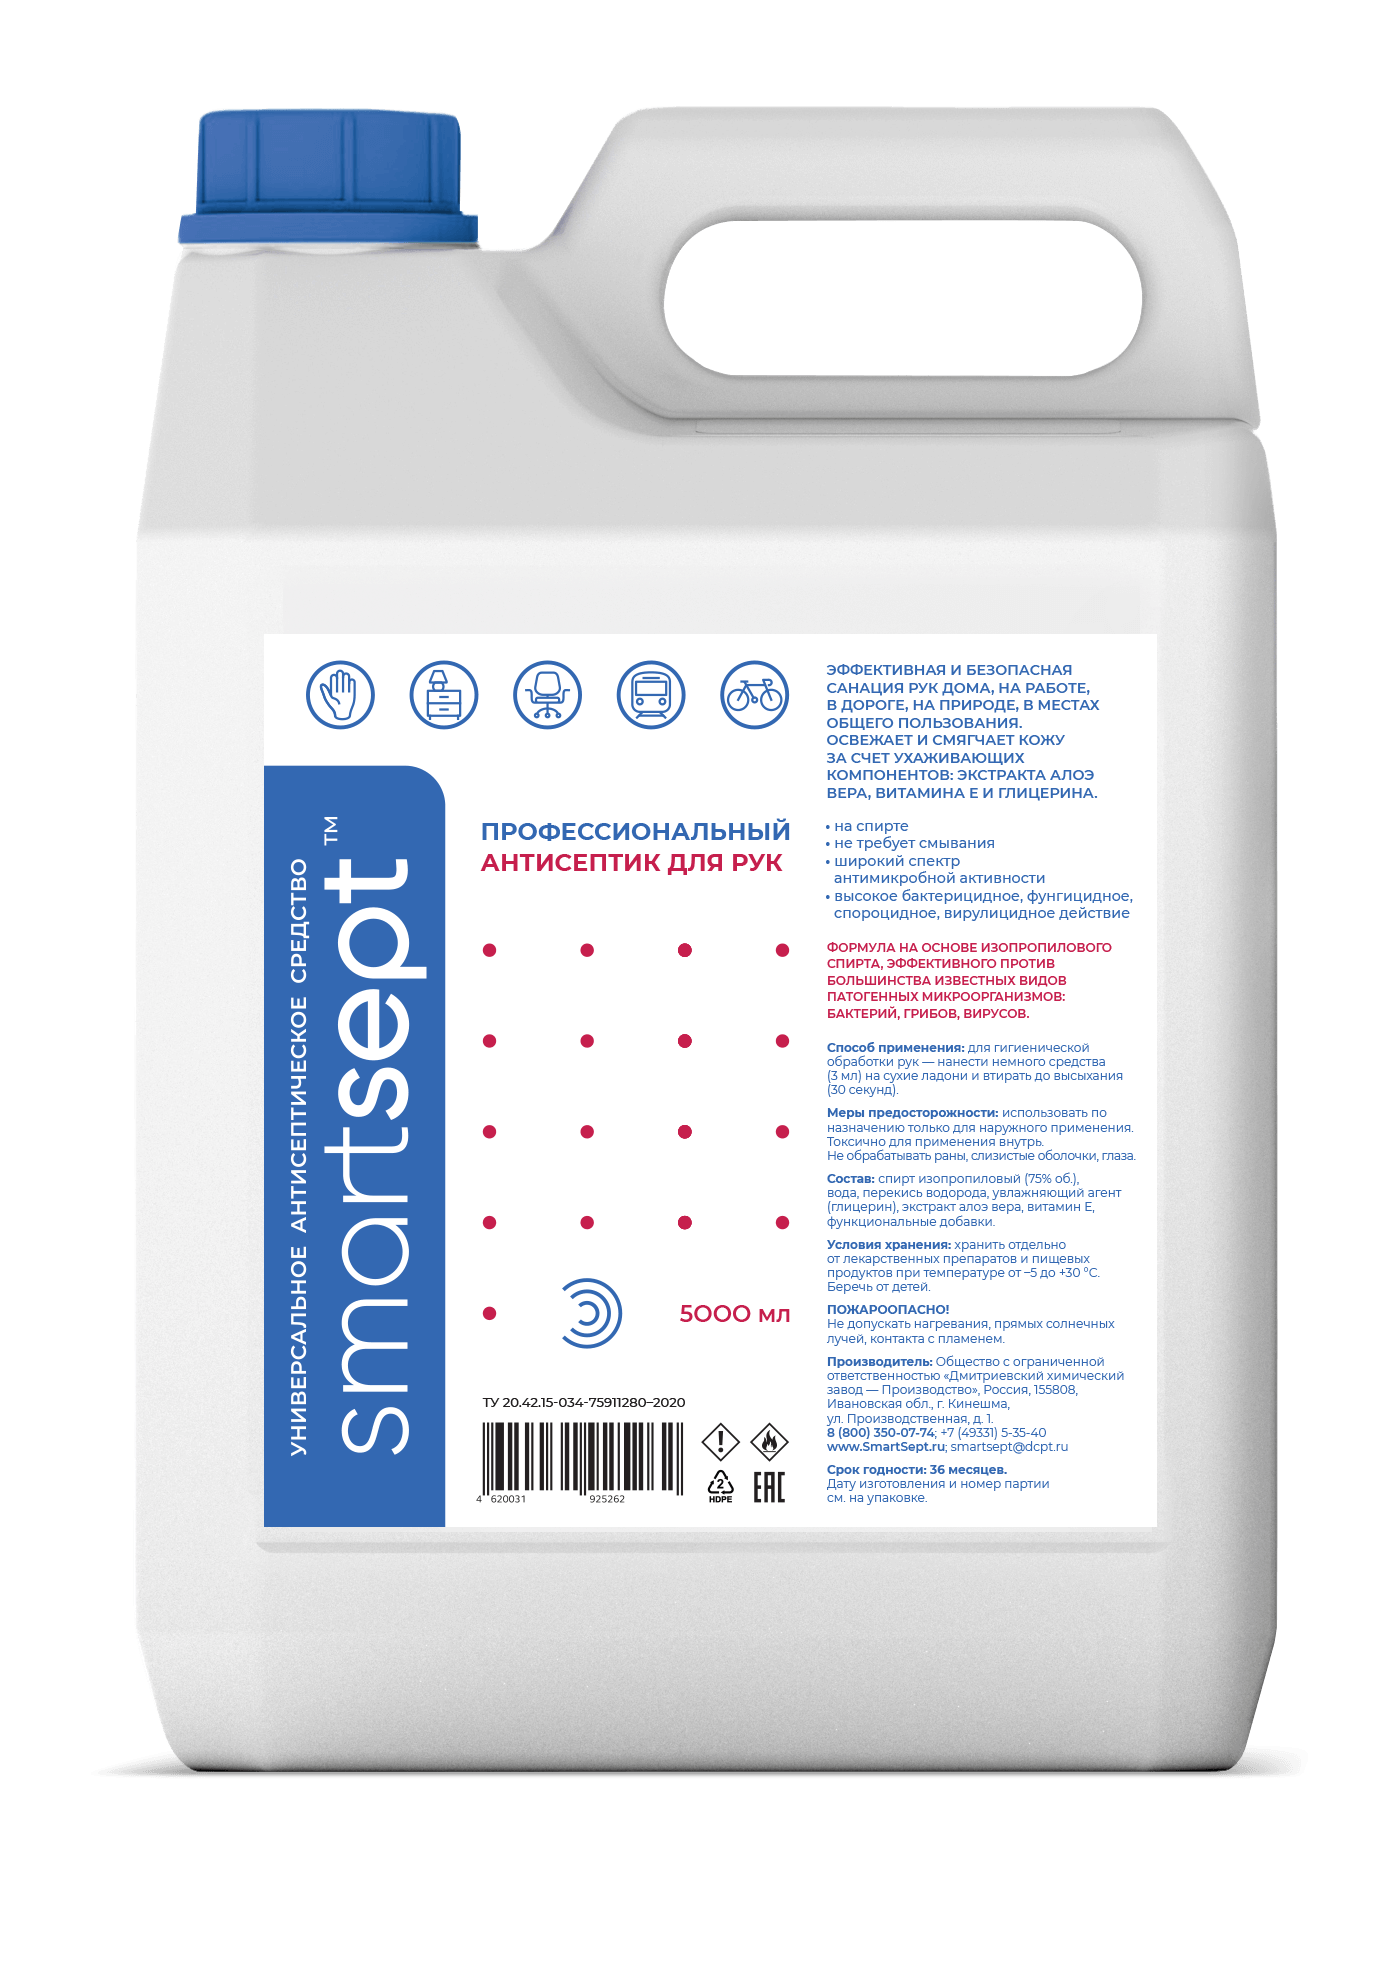 УНИВЕРСАЛЬНОЕ АНТИСЕПТИЧЕСКОЕ СРЕДСТВО
smartsept™
ПРОФЕССИОНАЛЬНЫЙ
АНТИСЕПТИК ДЛЯ РУК
5000 мл
ТУ 20.42.15-034-75911280–2020
4 620031 925262
2
HDPE
EAC
ЭФФЕКТИВНАЯ И БЕЗОПАСНАЯ
САНАЦИЯ РУК ДОМА, НА РАБОТЕ,
В ДОРОГЕ, НА ПРИРОДЕ, В МЕСТАХ
ОБЩЕГО ПОЛЬЗОВАНИЯ.
ОСВЕЖАЕТ И СМЯГЧАЕТ КОЖУ
ЗА СЧЕТ УХАЖИВАЮЩИХ
КОМПОНЕНТОВ: ЭКСТРАКТА АЛОЭ
ВЕРА, ВИТАМИНА Е И ГЛИЦЕРИНА.
• на спирте
• не требует смывания
• широкий спектр
антимикробной активности
• высокое бактерицидное, фунгицидное,
спороцидное, вирулицидное действие
ФОРМУЛА НА ОСНОВЕ ИЗОПРОПИЛОВОГО
СПИРТА, ЭФФЕКТИВНОГО ПРОТИВ
БОЛЬШИНСТВА ИЗВЕСТНЫХ ВИДОВ
ПАТОГЕННЫХ МИКРООРГАНИЗМОВ:
БАКТЕРИЙ, ГРИБОВ, ВИРУСОВ.
Способ применения: для гигиенической
обработки рук — нанести немного средства
(3 мл) на сухие ладони и втирать до высыхания
(30 секунд).
Меры предосторожности: использовать по
назначению только для наружного применения.
Токсично для применения внутрь.
Не обрабатывать раны, слизистые оболочки, глаза.
Состав: спирт изопропиловый (75% об.),
вода, перекись водорода, увлажняющий агент
(глицерин), экстракт алоэ вера, витамин Е,
функциональные добавки.
Условия хранения: хранить отдельно
от лекарственных препаратов и пищевых
продуктов при температуре от –5 до +30 °С.
Беречь от детей.
ПОЖАРООПАСНО!
Не допускать нагревания, прямых солнечных
лучей, контакта с пламенем.
Производитель: Общество с ограниченной
ответственностью «Дмитриевский химический
завод — Производство», Россия, 155808,
Ивановская обл., г. Кинешма,
ул. Производственная, д. 1.
8 (800) 350-07-74; +7 (49331) 5-35-40
www.SmartSept.ru; smartsept@dcpt.ru
Срок годности: 36 месяцев.
Дату изготовления и номер партии
см. на упаковке.